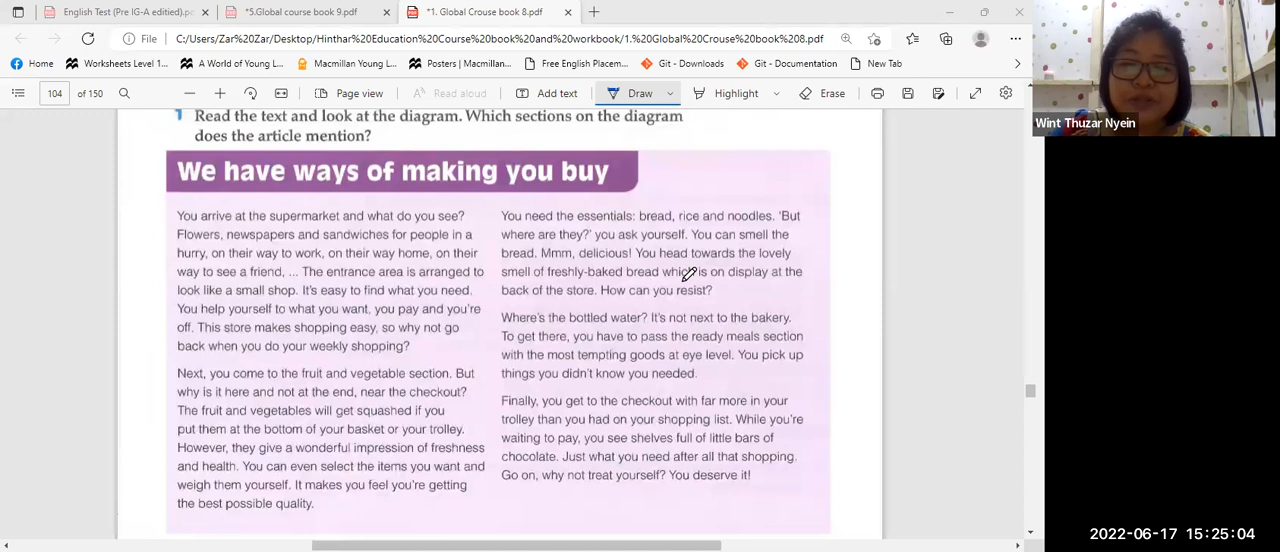 English Test (Pre IG-A editied).pc
*5.Global course book 9.pdf
*1. Global Crouse book 8.pdf
File
C:/Users/Zar%20Zar/Desktop/Hinthar%20Education%20Course%20book%20and%20workbook/1.%20Global%20Crouse%20book%208.pdf
Home
Worksheets Level 1...
A World of Young L...
Macmillan Young L...
Posters | Macmillan...
Free English Placem...
Git - Downloads
Git - Documentation
New Tab
104 of 150
Page view
Read aloud
Add text
Draw
Highlight
Erase
Wint Thuzar Nyein
1 Read the text and look at the diagram. Which sections on the diagram
does the article mention?
We have ways of making you buy
You arrive at the supermarket and what do you see?
Flowers, newspapers and sandwiches for people in a
hurry, on their way to work, on their way home, on their
way to see a friend, ... The entrance area is arranged to
look like a small shop. It's easy to find what you need.
You help yourself to what you want, you pay and you're
off. This store makes shopping easy, so why not go
back when you do your weekly shopping?
Next, you come to the fruit and vegetable section. But
why is it here and not at the end, near the checkout?
The fruit and vegetables will get squashed if you
put them at the bottom of your basket or your trolley.
However, they give a wonderful impression of freshness
and health. You can even select the items you want and
weigh them yourself. It makes you feel you're getting
the best possible quality.
You need the essentials: bread, rice and noodles. 'But
where are they?' you ask yourself. You can smell the
bread. Mmm, delicious! You head towards the lovely
smell of freshly-baked bread which is on display at the
back of the store. How can you resist?
Where's the bottled water? It's not next to the bakery.
To get there, you have to pass the ready meals section
with the most tempting goods at eye level. You pick up
things you didn't know you needed.
Finally, you get to the checkout with far more in your
trolley than you had on your shopping list. While you're
waiting to pay, you see shelves full of little bars of
chocolate. Just what you need after all that shopping.
Go on, why not treat yourself? You deserve it!
2022-06-17 15:25:04